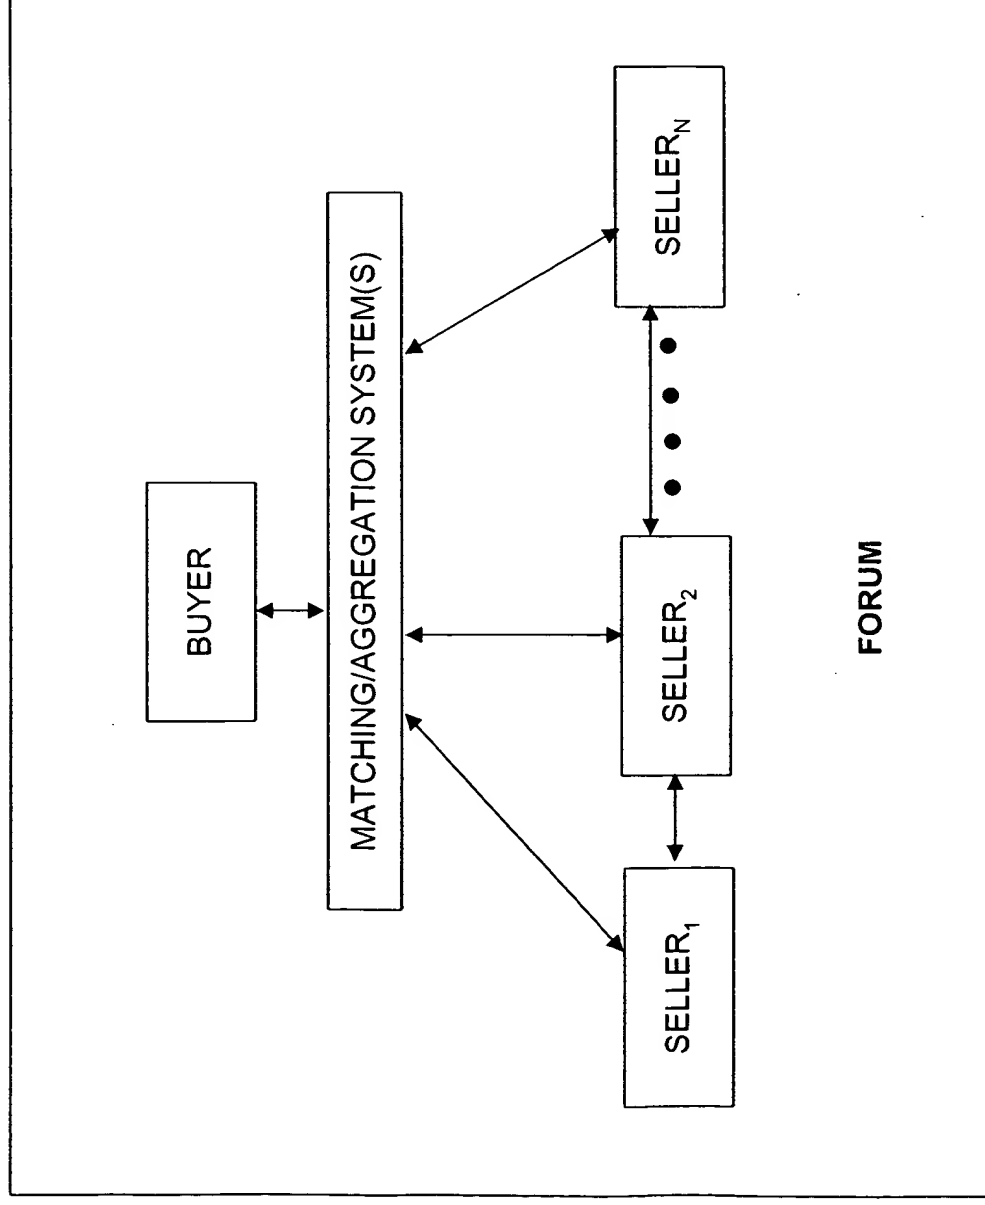 BUYER
MATCHING/AGGREGATION SYSTEM(S)
SELLER₁
SELLER₂
SELLERN
FORUM